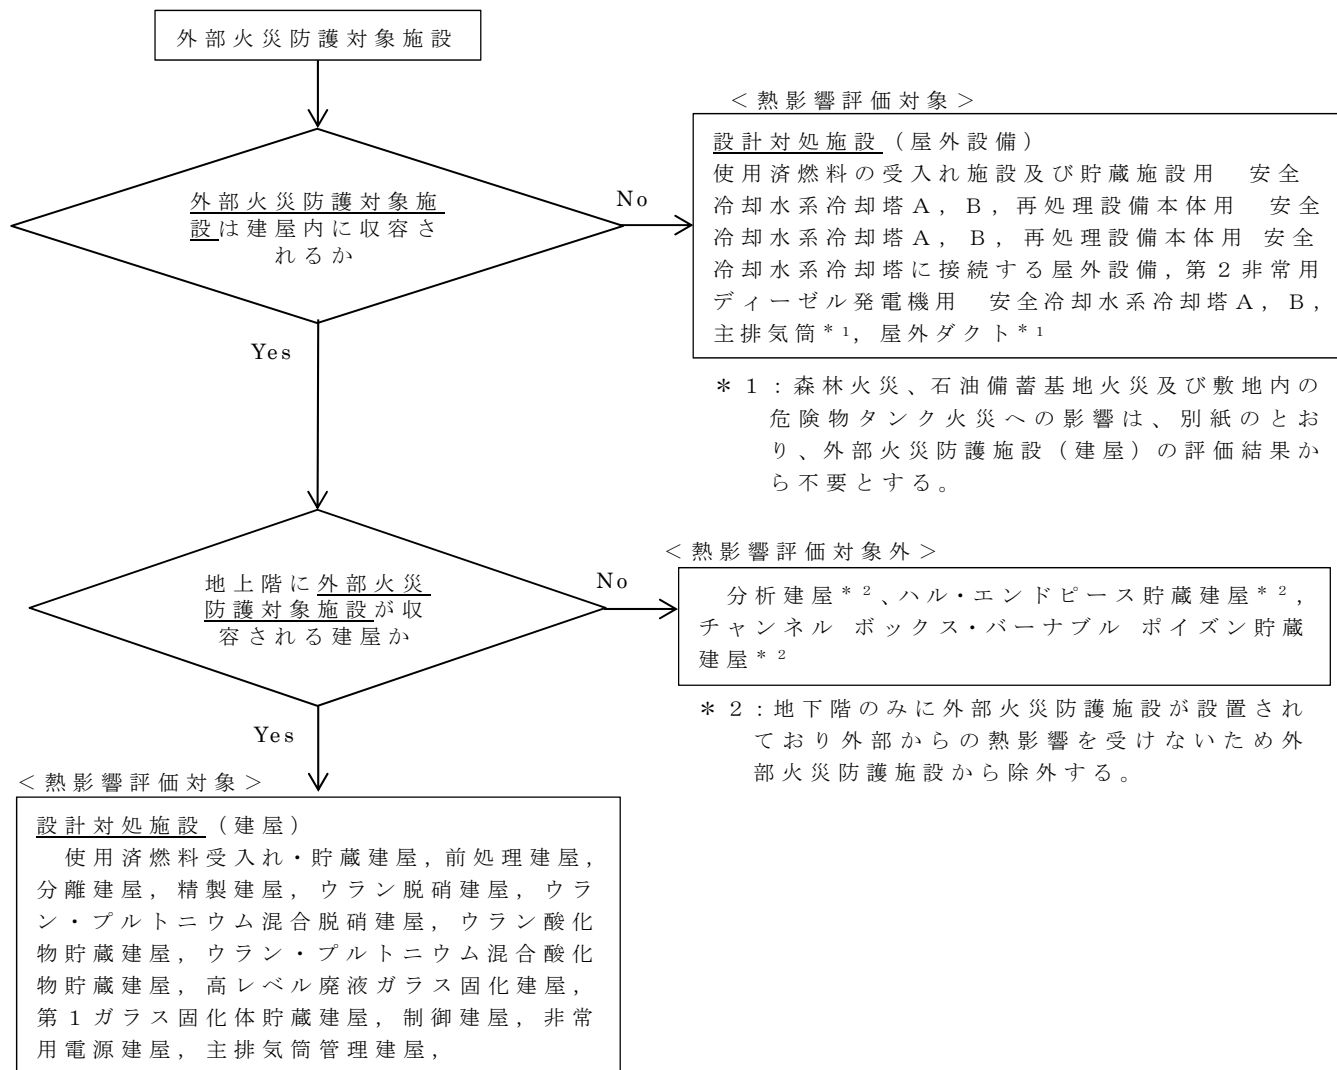 外部火災防護対象施設
＜熱影響評価対象＞
設計対処施設（屋外設備）
使用済燃料の受入れ施設及び貯蔵施設用　安全
冷却水系冷却塔A，B，再処理設備本体用　安全
冷却水系冷却塔A，B，再処理設備本体用 安全
冷却水系冷却塔に接続する屋外設備，第2非常用
ディーゼル発電機用　安全冷却水系冷却塔A，B，
主排気筒*1，屋外ダクト*1
外部火災防護対象施
設は建屋内に収容さ
れるか
No
Yes
＊1：森林火災、石油備蓄基地火災及び敷地内の
危険物タンク火災への影響は、別紙のとお
り、外部火災防護施設（建屋）の評価結果か
ら不要とする。
＜熱影響評価対象外＞
分析建屋*2、ハル・エンドピース貯蔵建屋*2，
チャンネル ボックス・バーナブル ポイズン貯蔵
建屋*2
地上階に外部火災
防護対象施設が収
容される建屋か
No
Yes
＊2：地下階のみに外部火災防護施設が設置され
ており外部からの熱影響を受けないため外
部火災防護施設から除外する。
＜熱影響評価対象＞
設計対処施設（建屋）
使用済燃料受入れ・貯蔵建屋，前処理建屋，
分離建屋，精製建屋，ウラン脱硝建屋，ウラ
ン・プルトニウム混合脱硝建屋，ウラン酸化
物貯蔵建屋，ウラン・プルトニウム混合酸化
物貯蔵建屋，高レベル廃液ガラス固化建屋，
第1ガラス固化体貯蔵建屋，制御建屋，非常
用電源建屋，主排気筒管理建屋，